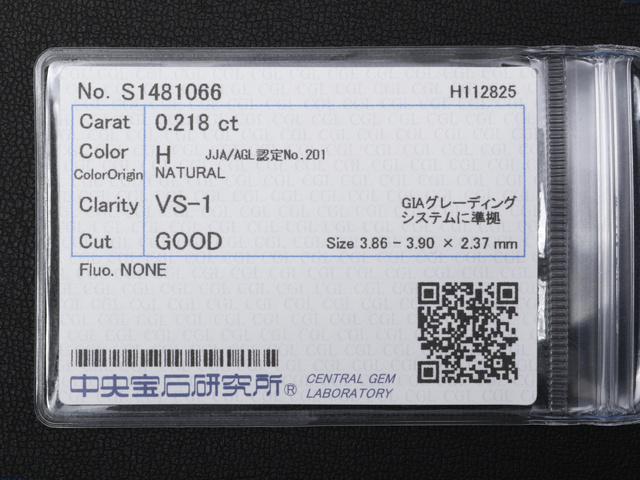 No. S1481066 H112825
Carat 0.218 ct
Color H JJA/AGL認定No.201
ColorOrigin NATURAL
Clarity VS-1 GIAグレーディング
システムに準拠
Cut GOOD Size 3.86 - 3.90 × 2.37 mm
Fluo. NONE
中央宝石研究所® CENTRAL GEM
LABORATORY